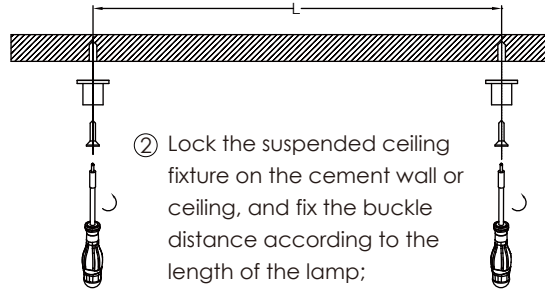 L
② Lock the suspended ceiling
fixture on the cement wall or
ceiling, and fix the buckle
distance according to the
length of the lamp;